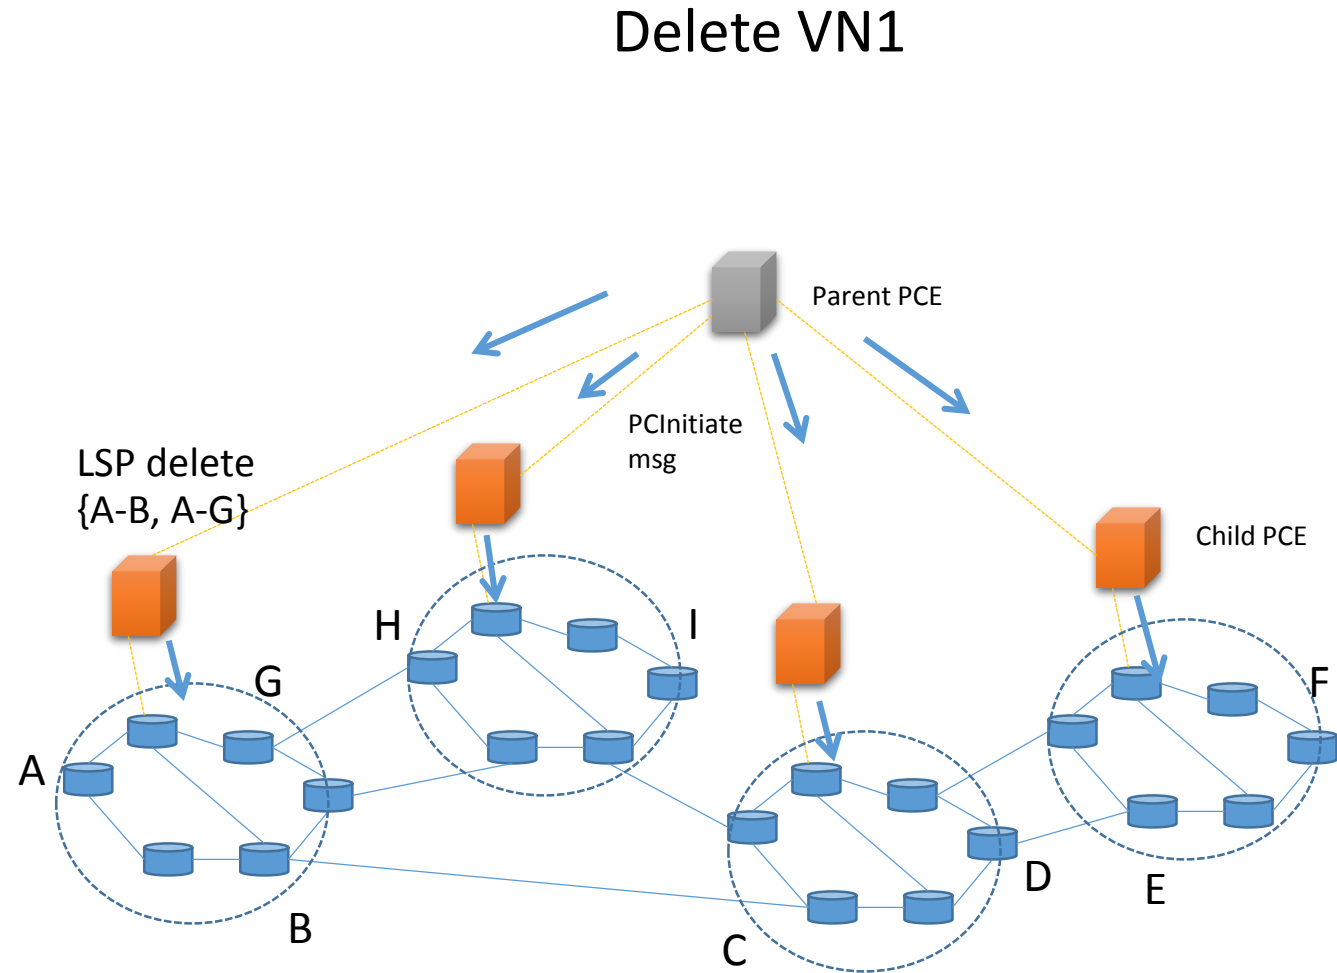 Delete VN1
Parent PCE
PCInitiate
msg
LSP delete
{A-B, A-G}
Child PCE
H
I
G
F
A
D
E
B
C